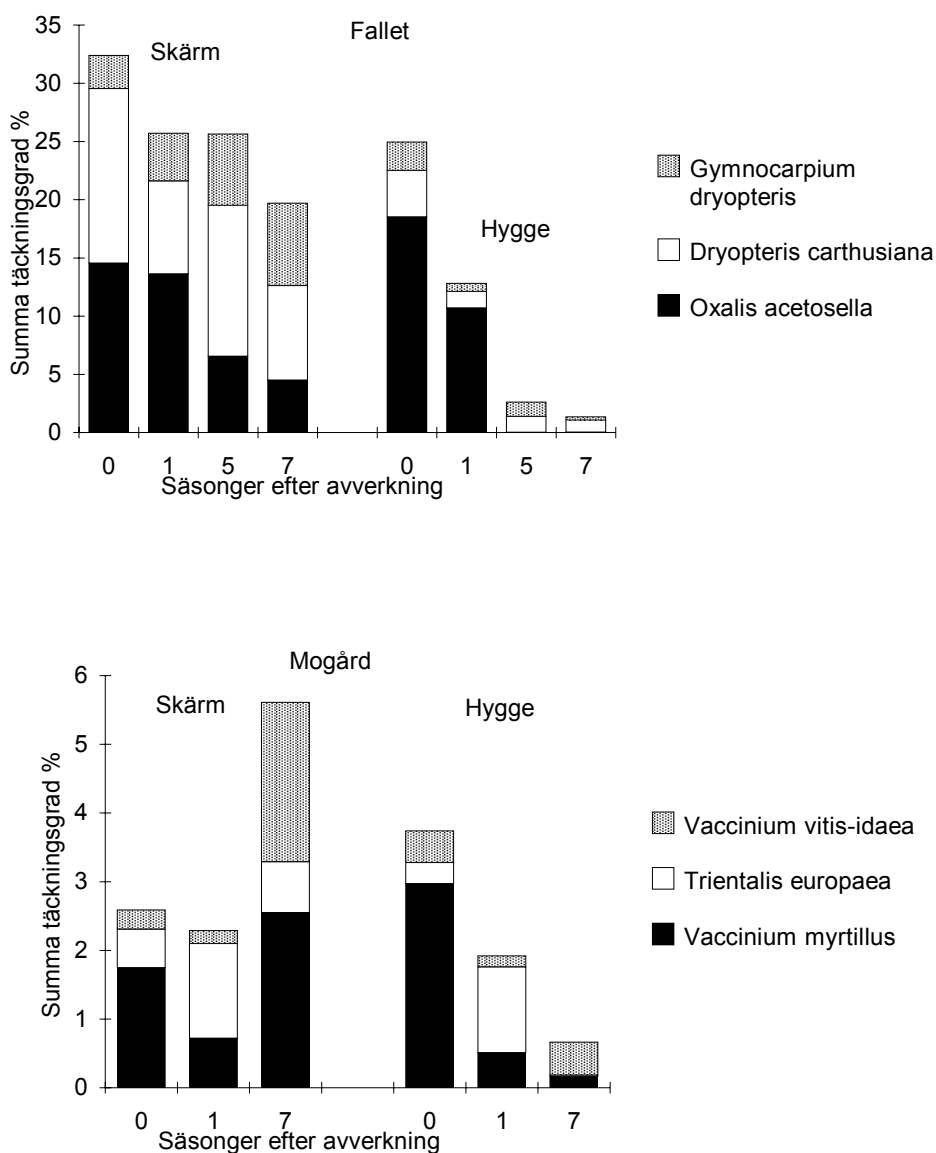 Fallet
Skärm
Hygge
Summa täckningsgrad %
35
30
25
20
15
10
5
0
0 1 5 7 0 1 5 7
Säsonger efter avverkning
Gymnocarpium
dryopteris
Dryopteris carthusiana
Oxalis acetosella
Mogård
Skärm
Hygge
Summa täckningsgrad %
6
5
4
3
2
1
0
0 1 7 0 1 7
Säsonger efter avverkning
Vaccinium vitis-idaea
Trientalis europaea
Vaccinium myrtillus